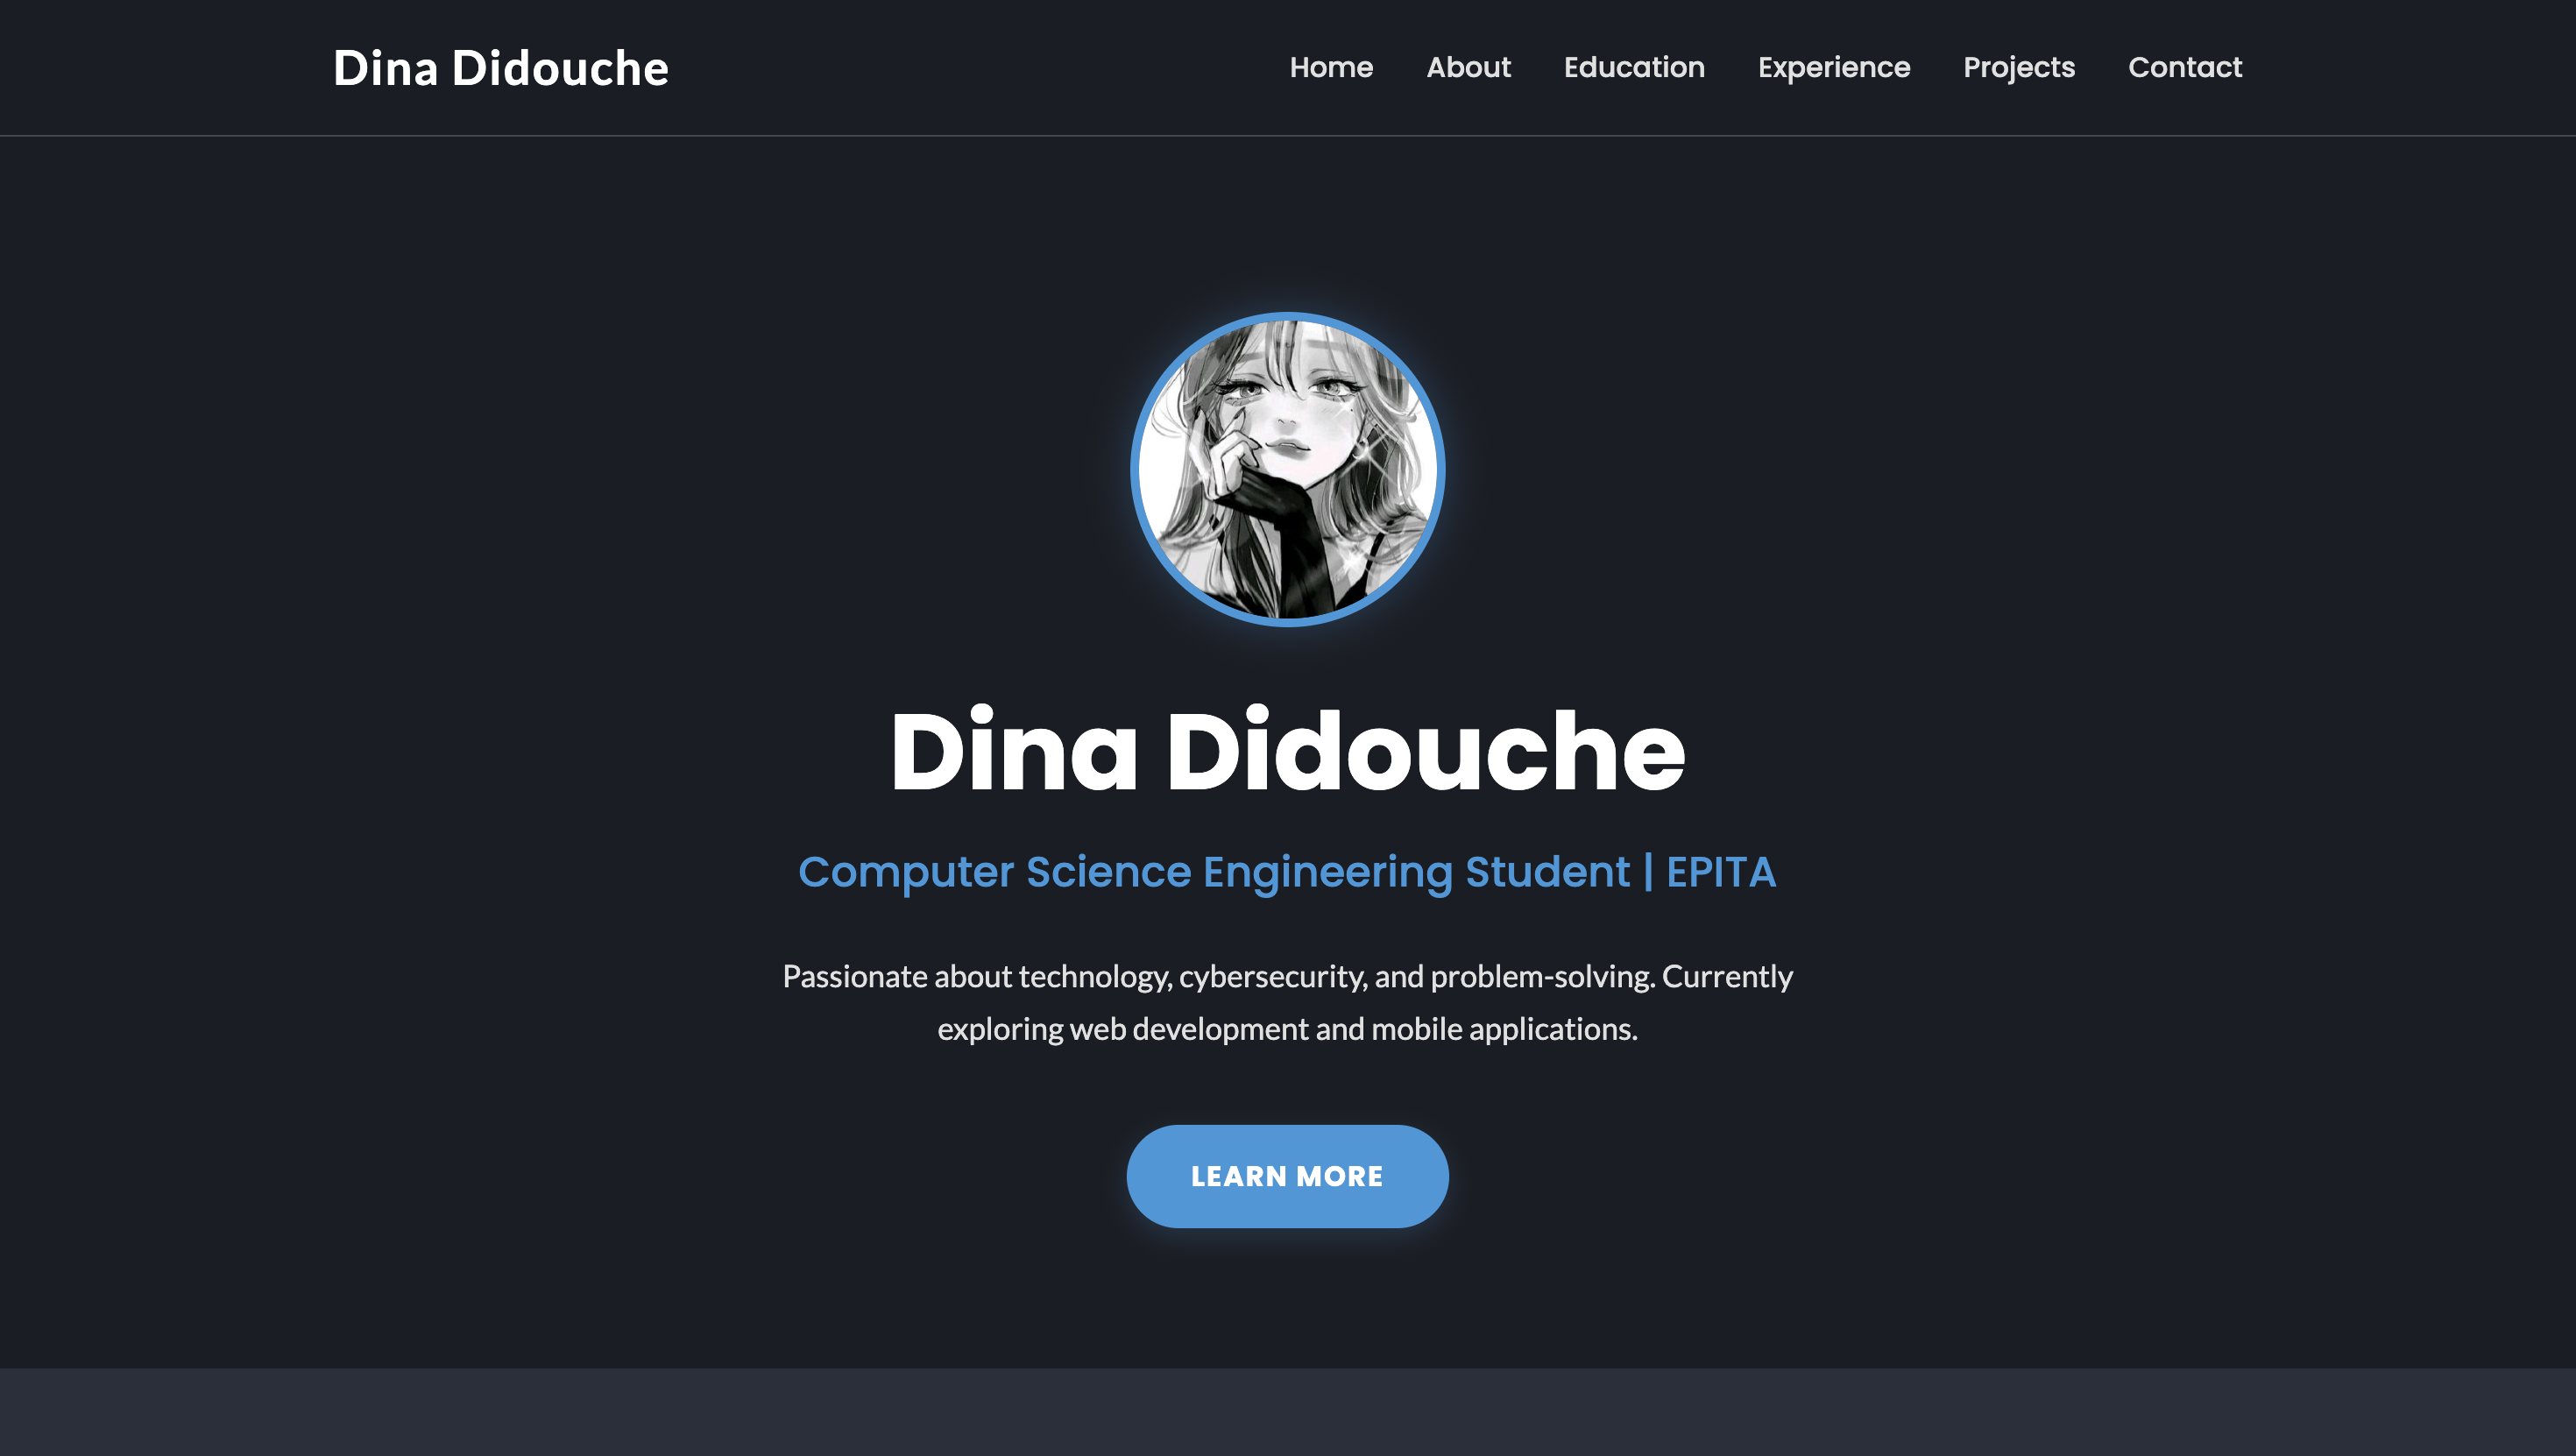 Dina Didouche
Home About Education Experience Projects Contact
Dina Didouche
Computer Science Engineering Student | EPITA
Passionate about technology, cybersecurity, and problem-solving. Currently
exploring web development and mobile applications.
LEARN MORE